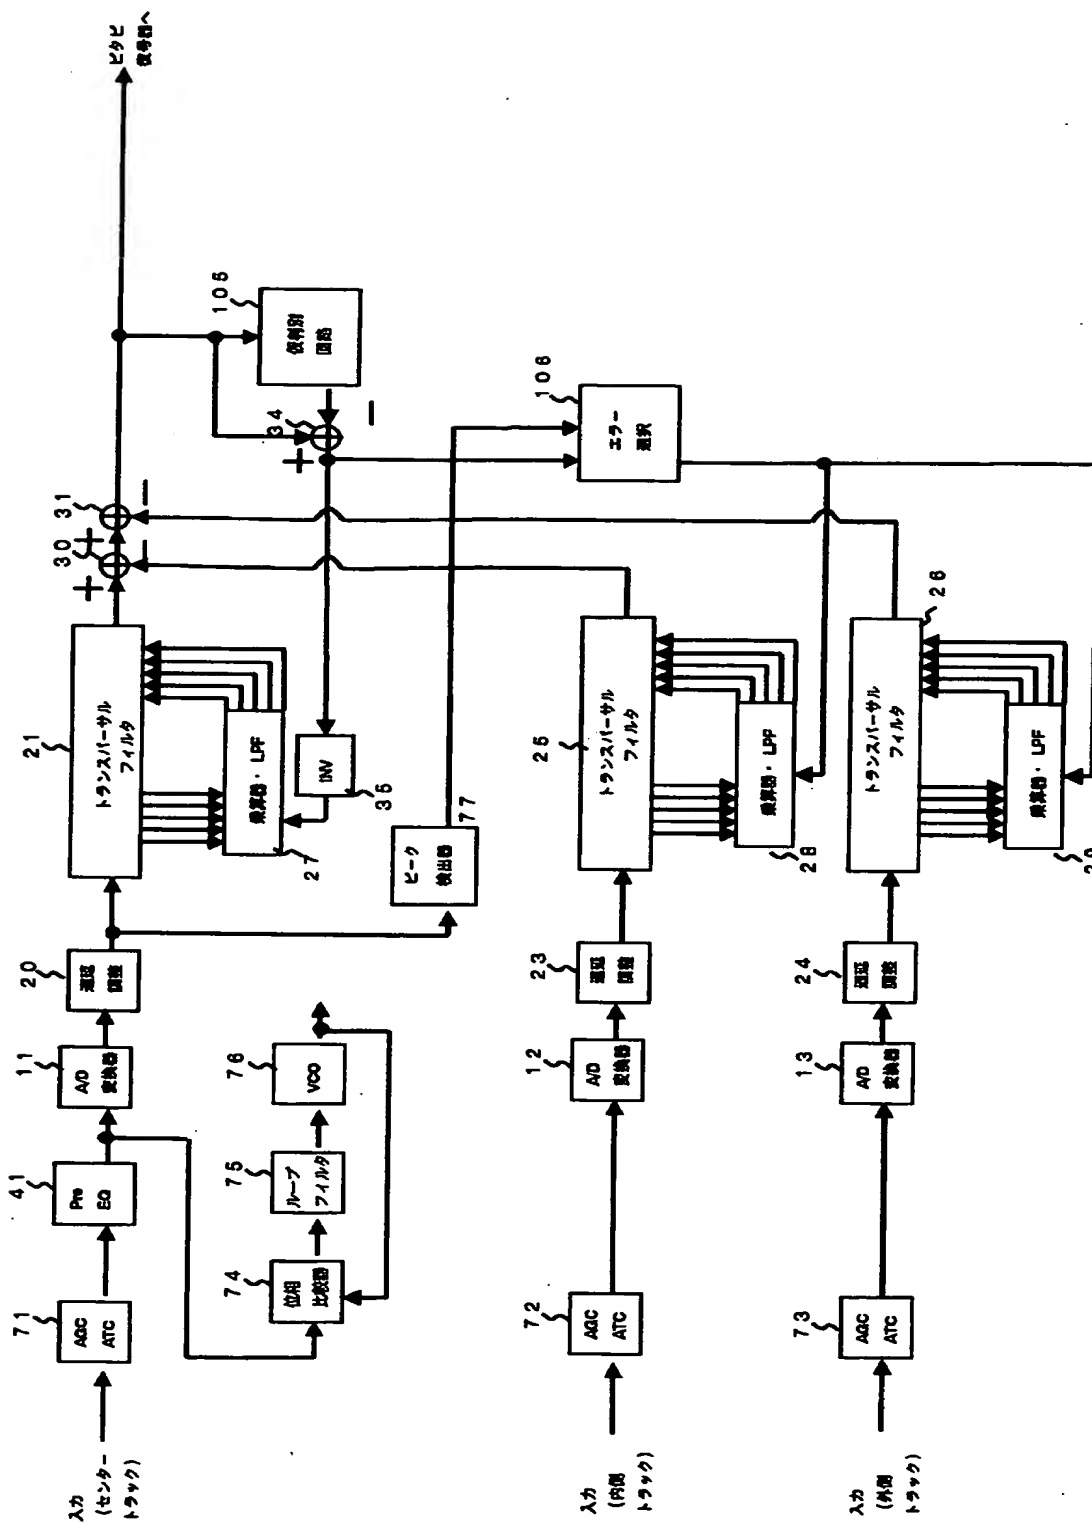 入力
(センター
トラック)
71
AGC
ATC
41
Pre
EQ
11
A/D
変換器
20
遅延
調整
21
トランスバーサル
フィルタ
27
乗算器・LPF
30
+
−
31
+
−
ビタビ
復号器へ
105
仮判別
回路
34
+
−
INV
35
74
位相
比較器
75
ループ
フィルタ
76
VCO
ピーク
検出器
77
106
エラー
選択
入力
(内側
トラック)
72
AGC
ATC
12
A/D
変換器
23
遅延
調整
25
トランスバーサル
フィルタ
28
乗算器・LPF
入力
(外側
トラック)
73
AGC
ATC
13
A/D
変換器
24
遅延
調整
26
トランスバーサル
フィルタ
乗算器・LPF